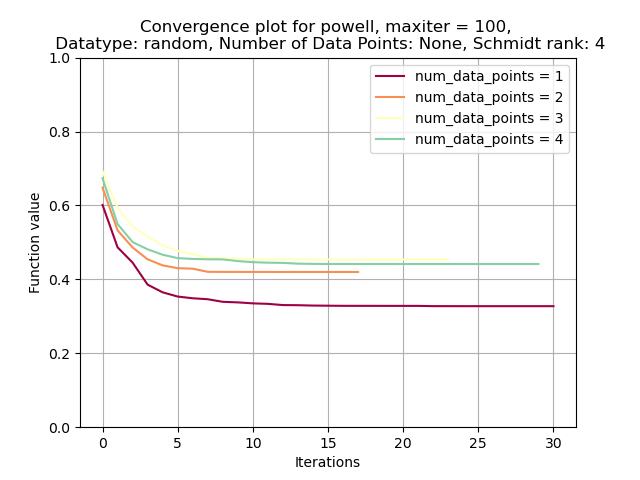 Convergence plot for powell, maxiter = 100,
Datatype: random, Number of Data Points: None, Schmidt rank: 4
1.0
0.8
0.6
0.4
0.2
0.0
Function value
num_data_points = 1
num_data_points = 2
num_data_points = 3
num_data_points = 4
0 5 10 15 20 25 30
Iterations